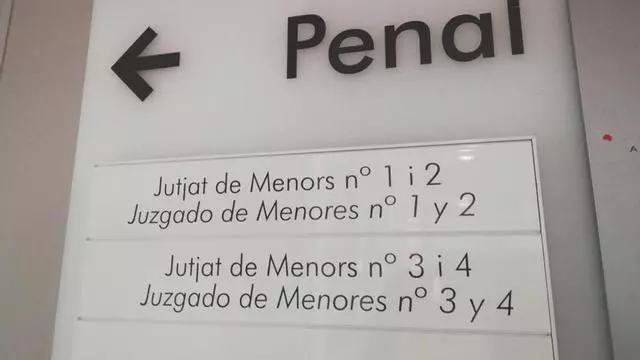 Penal
Jutjat de Menors nº 1 i 2
Juzgado de Menores nº 1 y 2
Jutjat de Menors nº 3 i 4
Juzgado de Menores nº 3 y 4